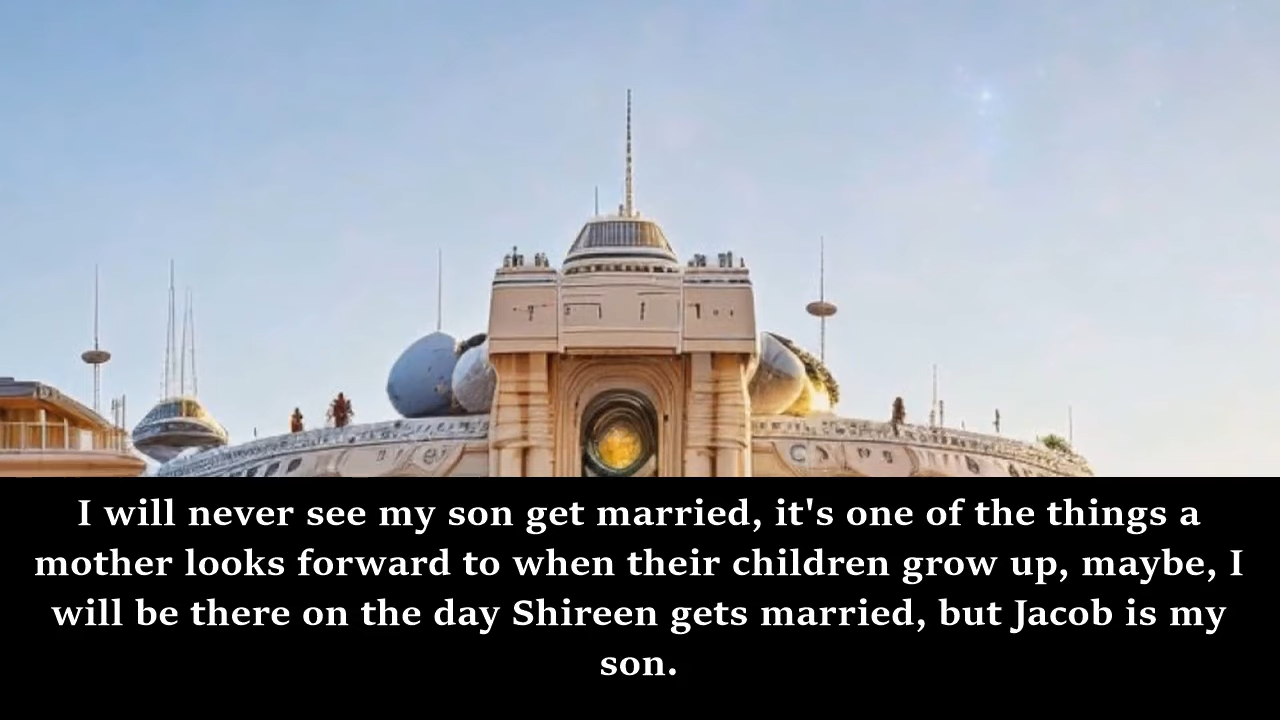 I will never see my son get married, it's one of the things a
mother looks forward to when their children grow up, maybe, I
will be there on the day Shireen gets married, but Jacob is my
son.